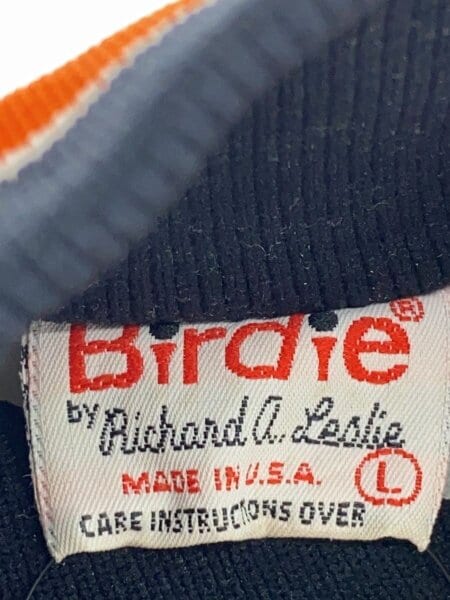 Birdie®
by Richard A. Leslie
MADE IN U.S.A. L
CARE INSTRUCTIONS OVER